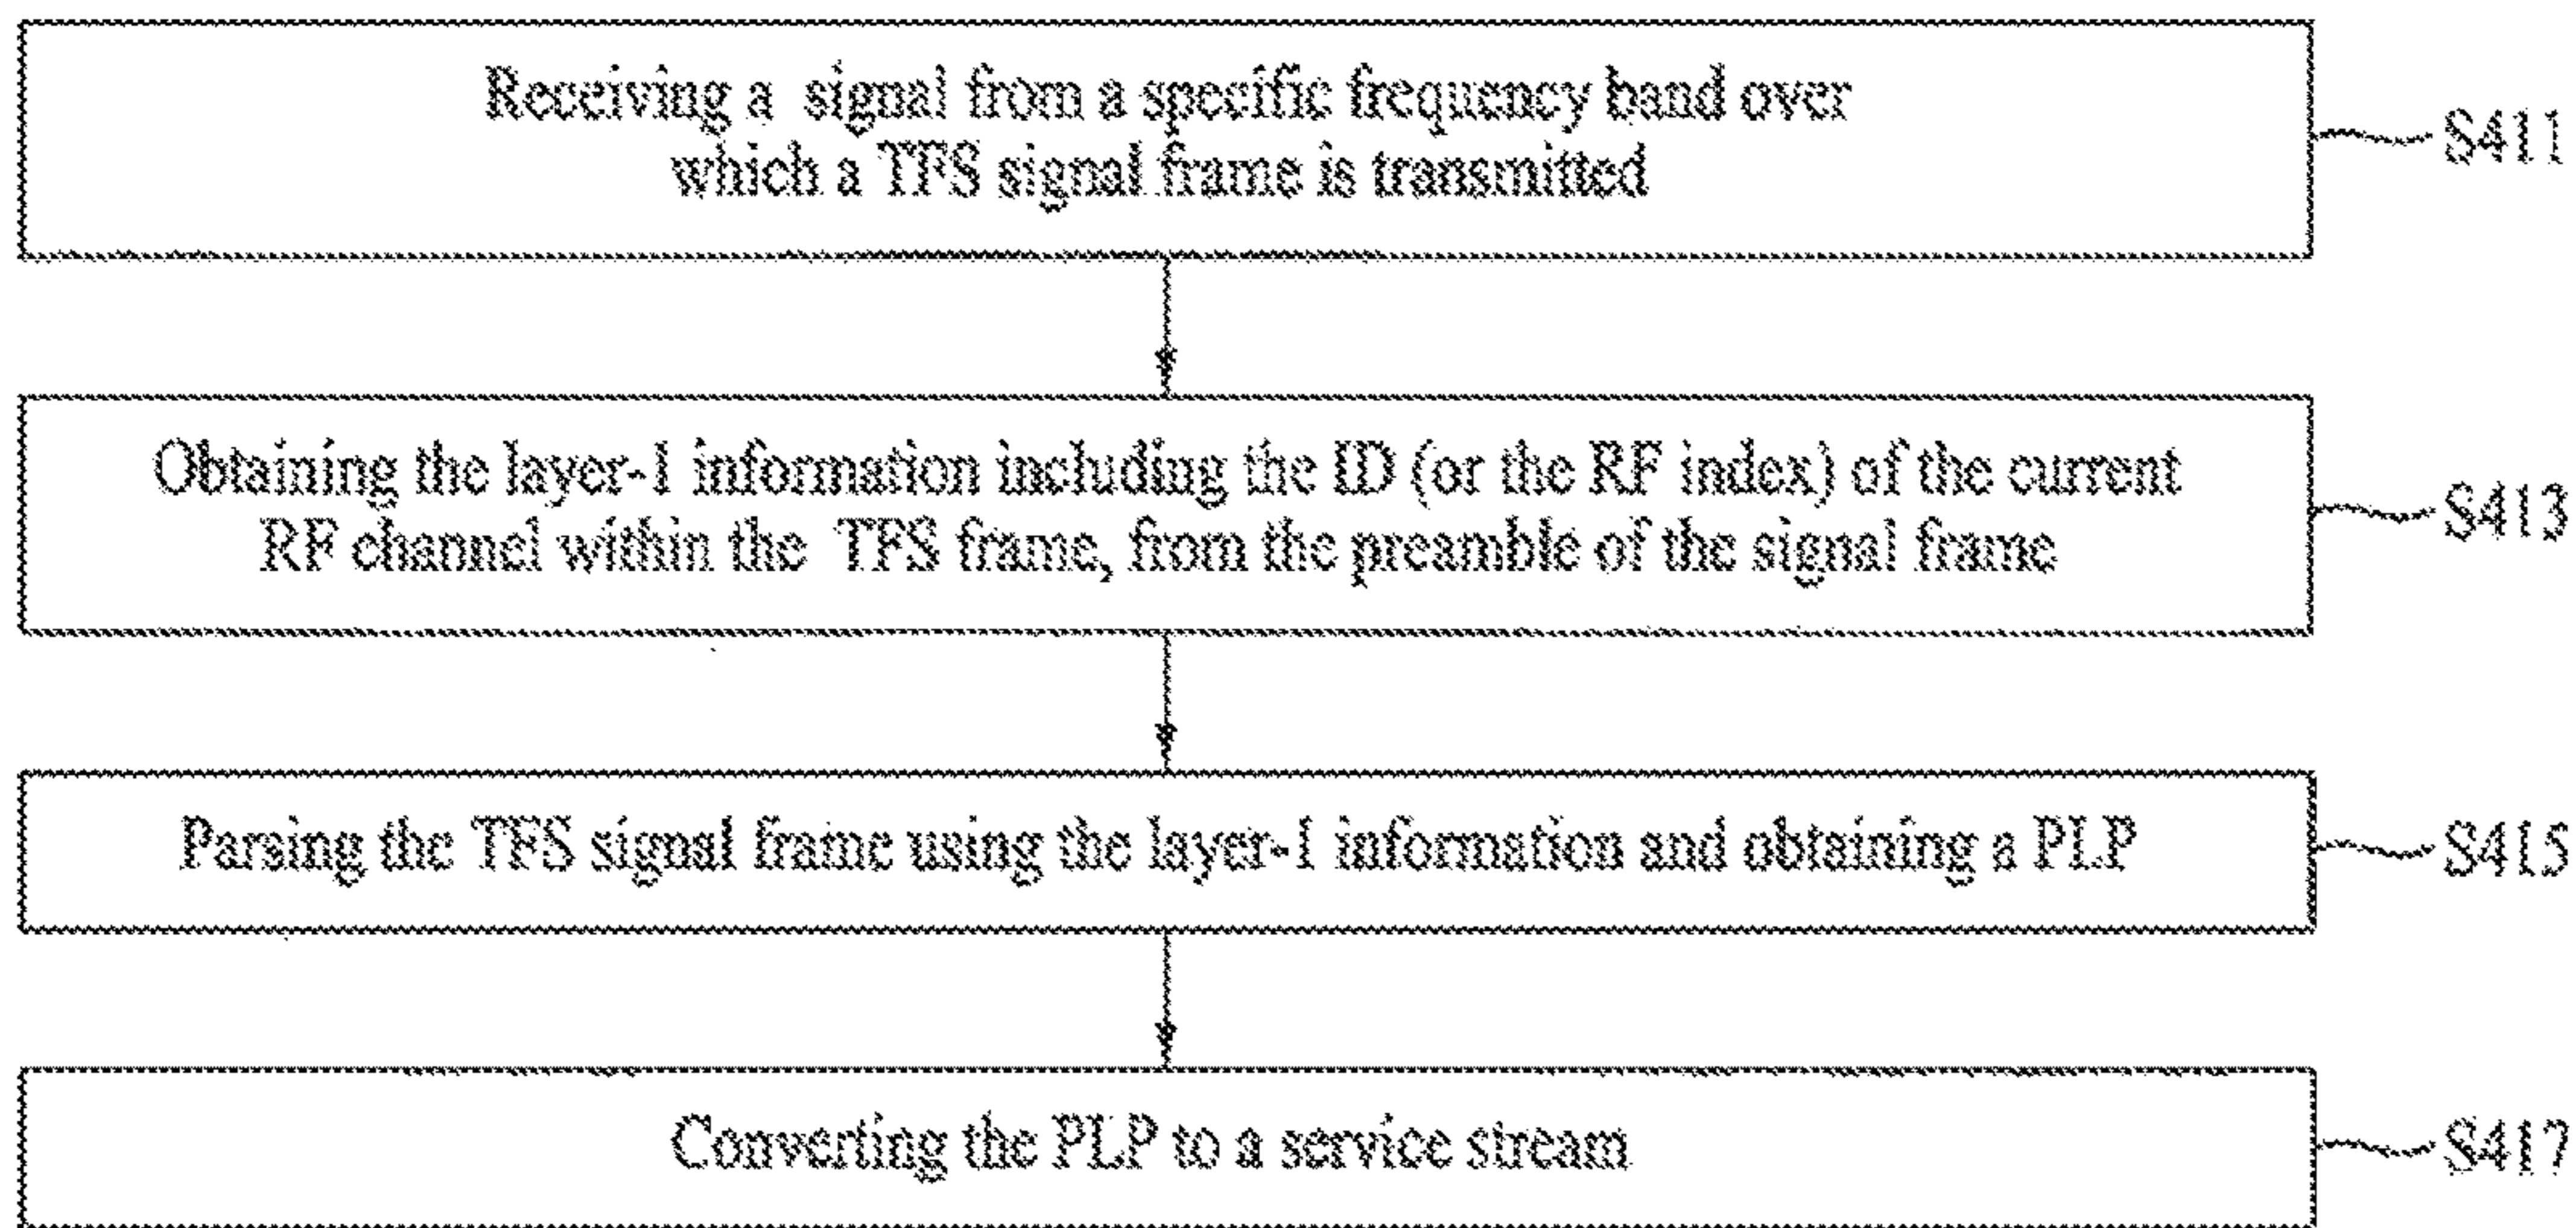 Receiving a signal from a specific frequency band over
which a TFS signal frame is transmitted
S411
Obtaining the layer-1 information including the ID (or the RF index) of the current
RF channel within the TFS frame, from the preamble of the signal frame
S413
Parsing the TFS signal frame using the layer-1 information and obtaining a PLP
S415
Converting the PLP to a service stream
S417